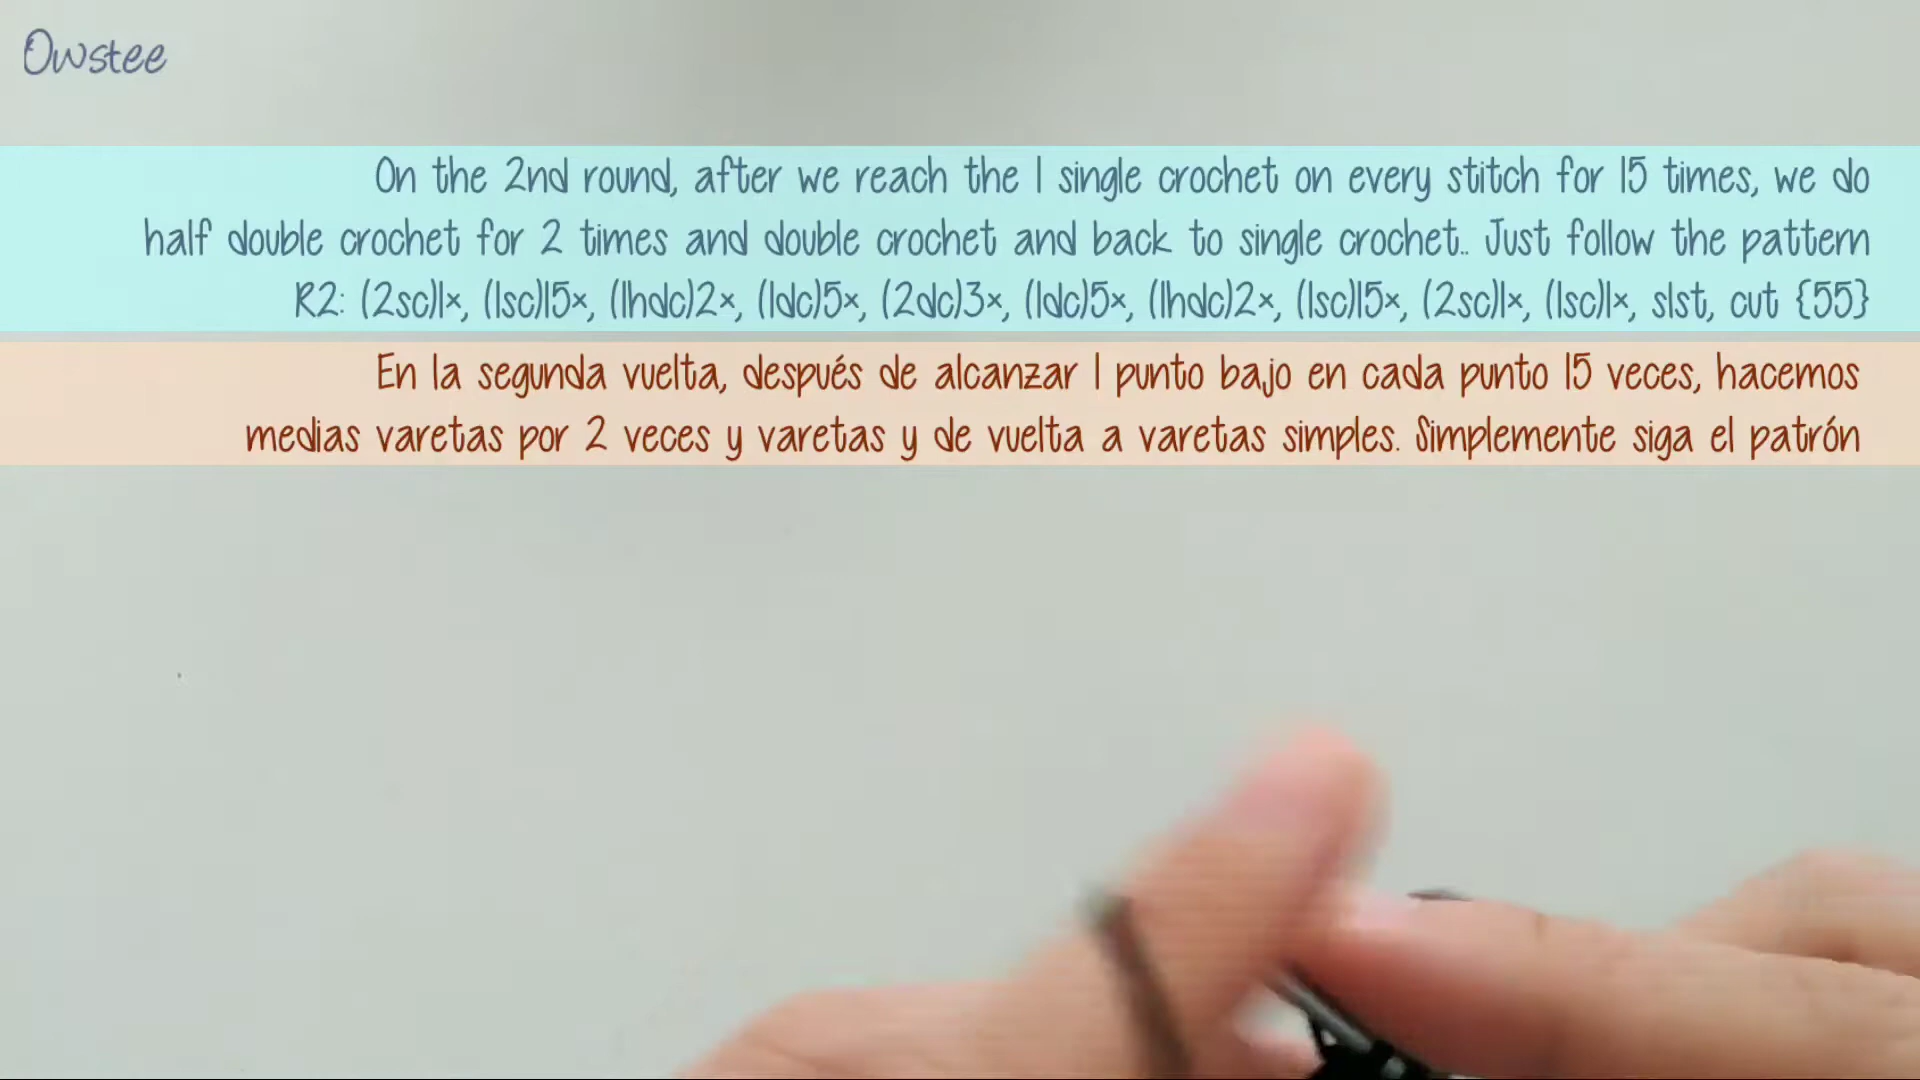 Owstee
On the 2nd round, after we reach the 1 single crochet on every stitch for 15 times, we do
half double crochet for 2 times and double crochet and back to single crochet.. Just follow the pattern
R2: (2sc)1×, (1sc)15×, (1hdc)2×, (1dc)5×, (2dc)3×, (1dc)5×, (1hdc)2×, (1sc)15×, (2sc)1×, (1sc)1×, slst, cut {55}
En la segunda vuelta, después de alcanzar 1 punto bajo en cada punto 15 veces, hacemos
medias varetas por 2 veces y varetas y de vuelta a varetas simples. Simplemente siga el patrón